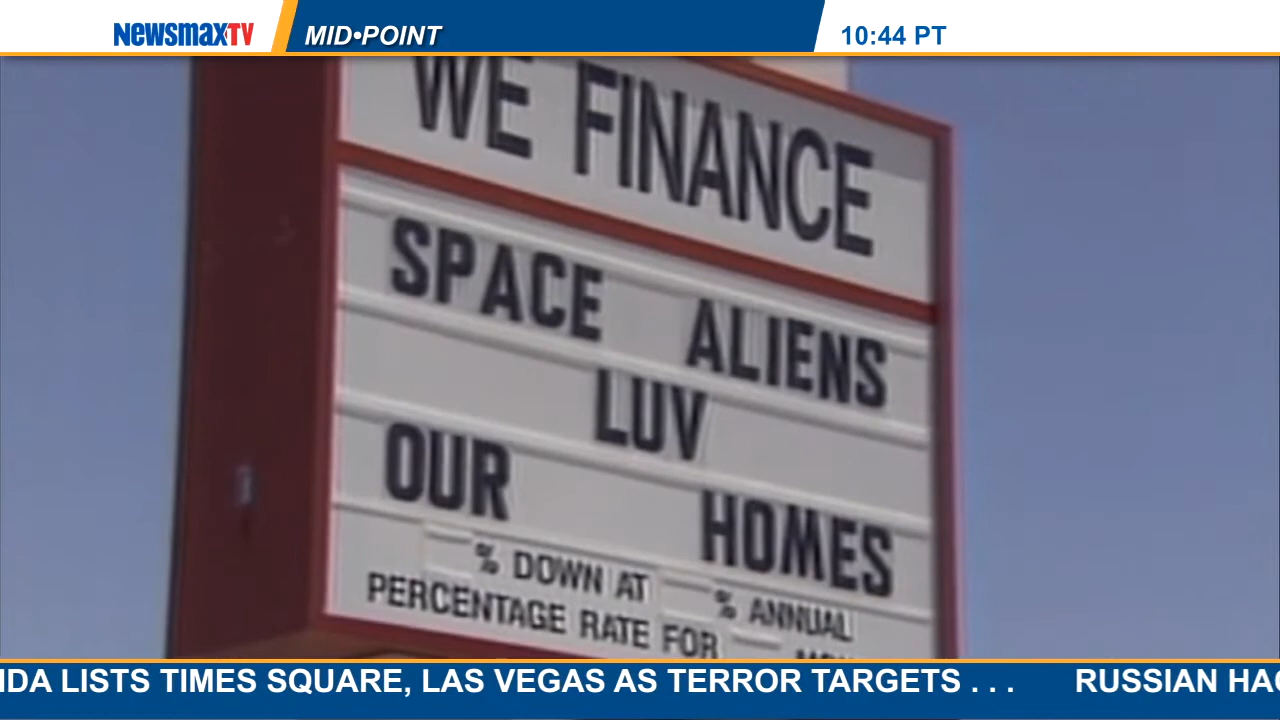 NEWSMAXTV MID•POINT 10:44 PT
WE FINANCE
SPACE ALIENS
LUV
OUR HOMES
% DOWN AT % ANNUAL
PERCENTAGE RATE FOR
IDA LISTS TIMES SQUARE, LAS VEGAS AS TERROR TARGETS . . . RUSSIAN